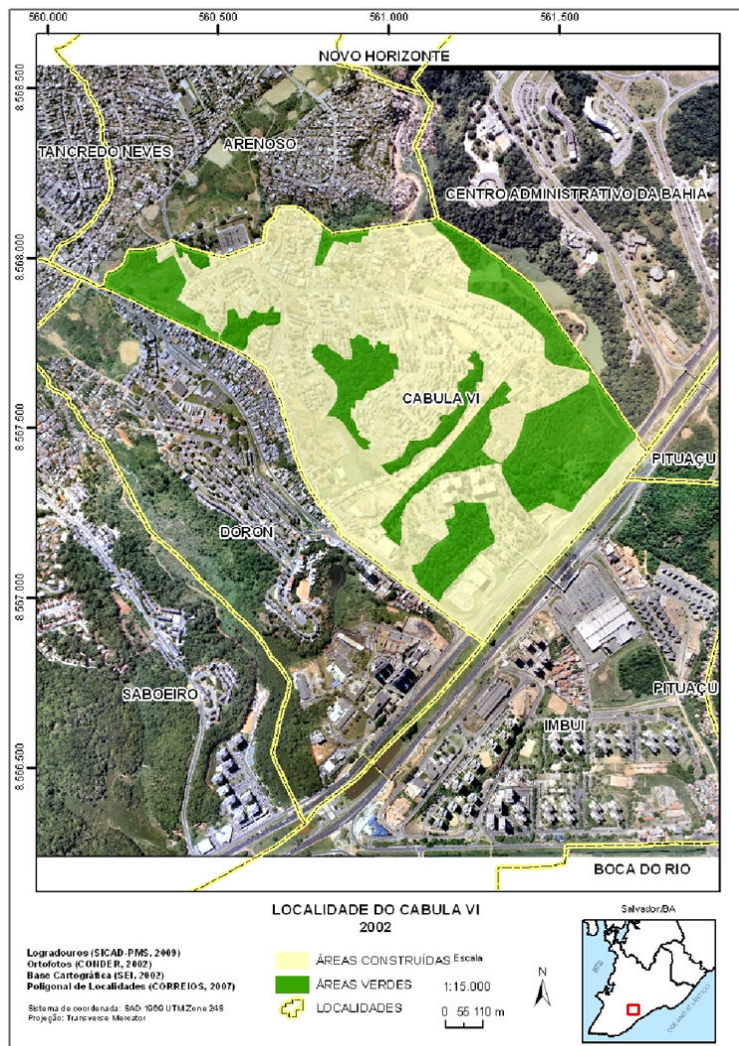 560.000 560.500 561.000 561.500
NOVO HORIZONTE
8.568.500
ARENOSO
TANCREDO NEVES
CENTRO ADMINISTRATIVO DA BAHIA
8.568.000
CABULA VI
8.567.500
PITUAÇU
DORON
8.567.000
SABOEIRO
PITUAÇU
IMBUI
8.566.500
BOCA DO RIO
LOCALIDADE DO CABULA VI
2002
Salvador/BA
Logradouros (SICAD-PMS, 2009)
Ortofotos (CONDER, 2002)
Base Cartográfica (SEI, 2002)
Poligonal de Localidades (CORREIOS, 2007)
Sistema de coordenada: SAD 1969 UTM Zone 24S
Projeção: Transverse Mercator
ÁREAS CONSTRUÍDAS
ÁREAS VERDES
LOCALIDADES
Escala
1:15.000
0 55 110 m
N
BTS
OCEANO ATLÂNTICO